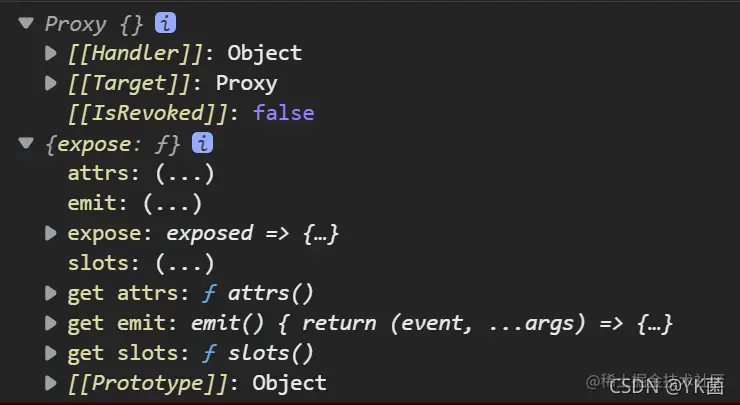 Proxy {} i
[[Handler]]: Object
[[Target]]: Proxy
[[IsRevoked]]: false
{expose: ƒ} i
attrs: (...)
emit: (...)
expose: exposed => {…}
slots: (...)
get attrs: ƒ attrs()
get emit: emit() { return (event, ...args) => {…}
get slots: ƒ slots()
[[Prototype]]: Object
@稀土掘金技术社区
CSDN @YK菌